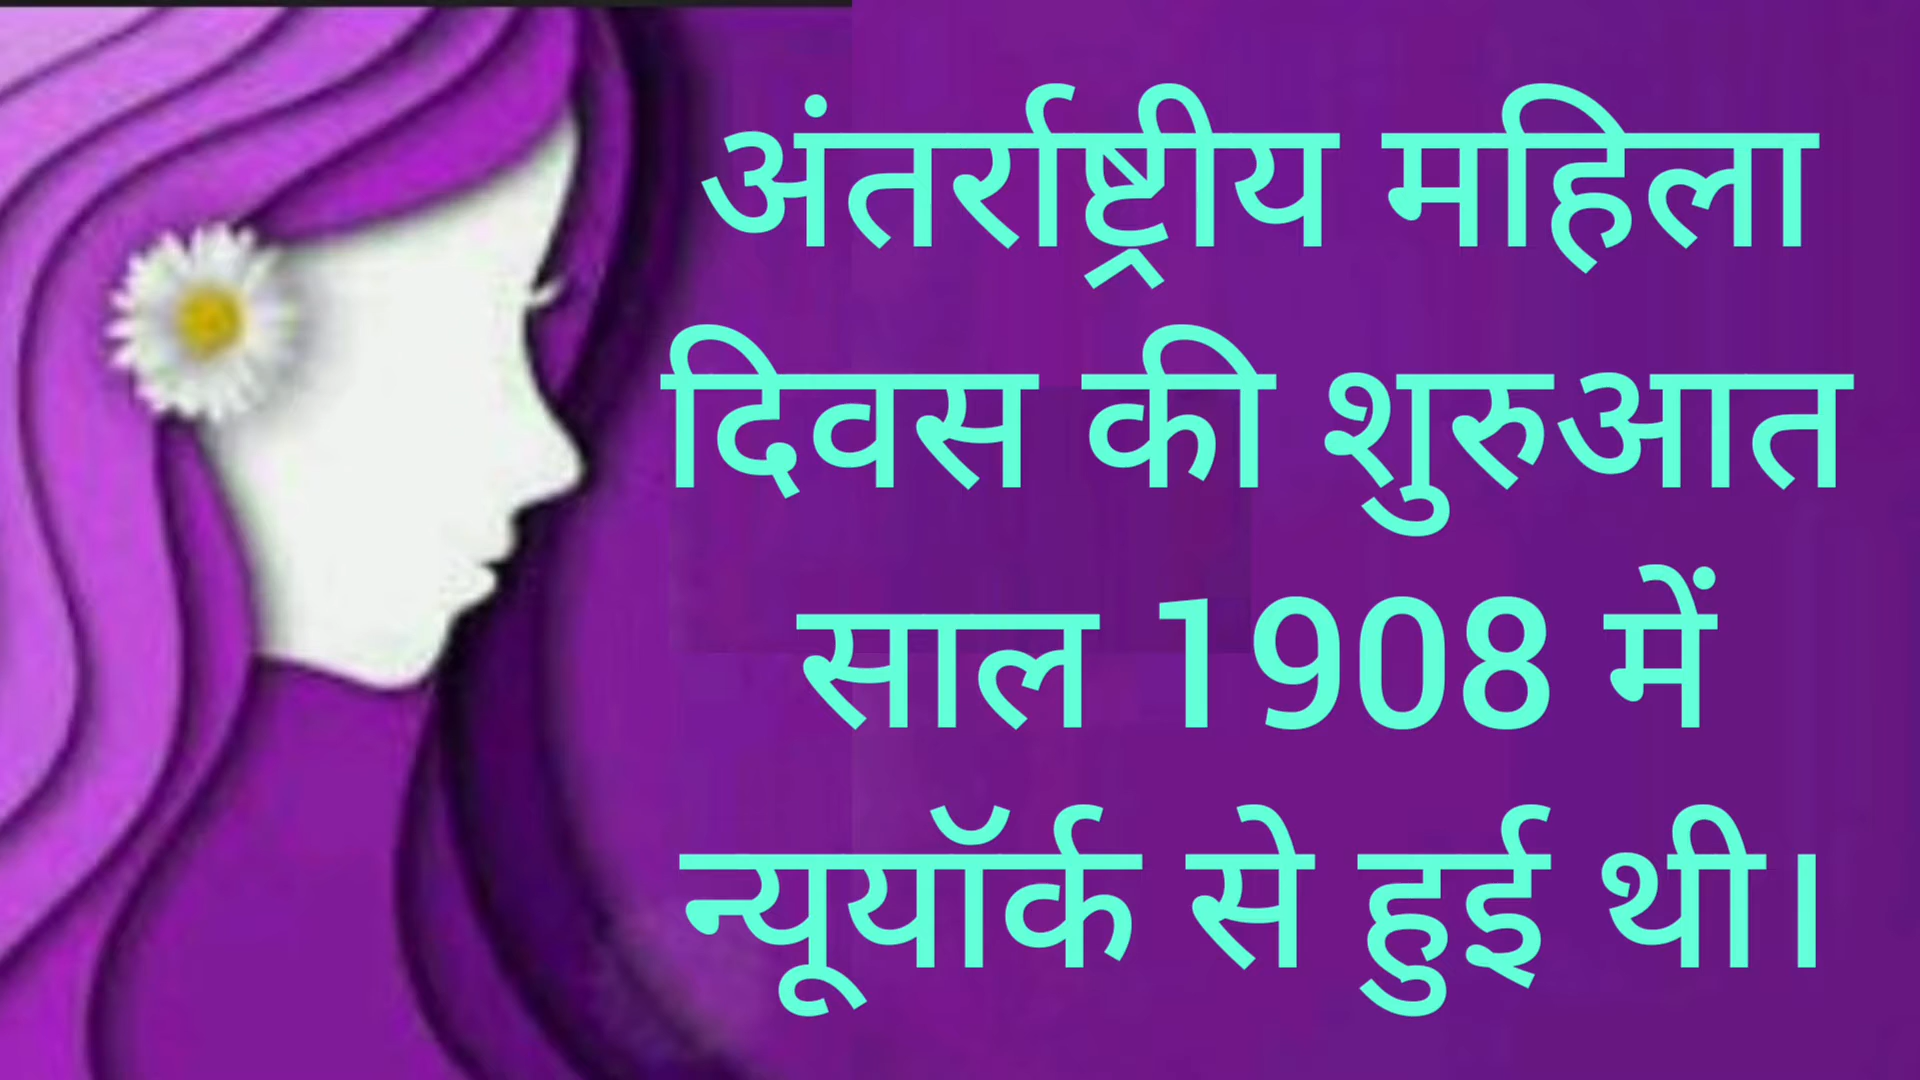 अंतर्राष्ट्रीय महिला
दिवस की शुरुआत
साल 1908 में
न्यूयॉर्क से हुई थी।